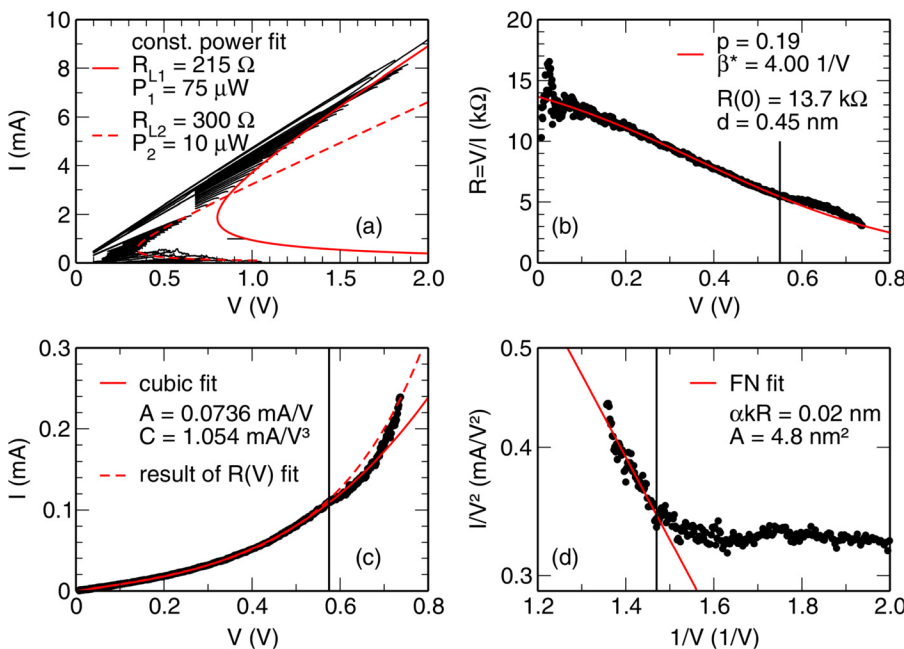 10
8
6
4
2
0
I (mA)
const. power fit
R_L1 = 215 Ω
P_1 = 75 μW
R_L2 = 300 Ω
P_2 = 10 μW
(a)
0 0.5 1.0 1.5 2.0
V (V)
20
15
10
5
0
R=V/I (kΩ)
p = 0.19
β* = 4.00 1/V
R(0) = 13.7 kΩ
d = 0.45 nm
(b)
0 0.2 0.4 0.6 0.8
V (V)
0.3
0.2
0.1
0
I (mA)
cubic fit
A = 0.0736 mA/V
C = 1.054 mA/V³
result of R(V) fit
(c)
0 0.2 0.4 0.6 0.8
V (V)
0.5
0.4
0.3
I/V² (mA/V²)
FN fit
αkR = 0.02 nm
A = 4.8 nm²
(d)
1.2 1.4 1.6 1.8 2.0
1/V (1/V)